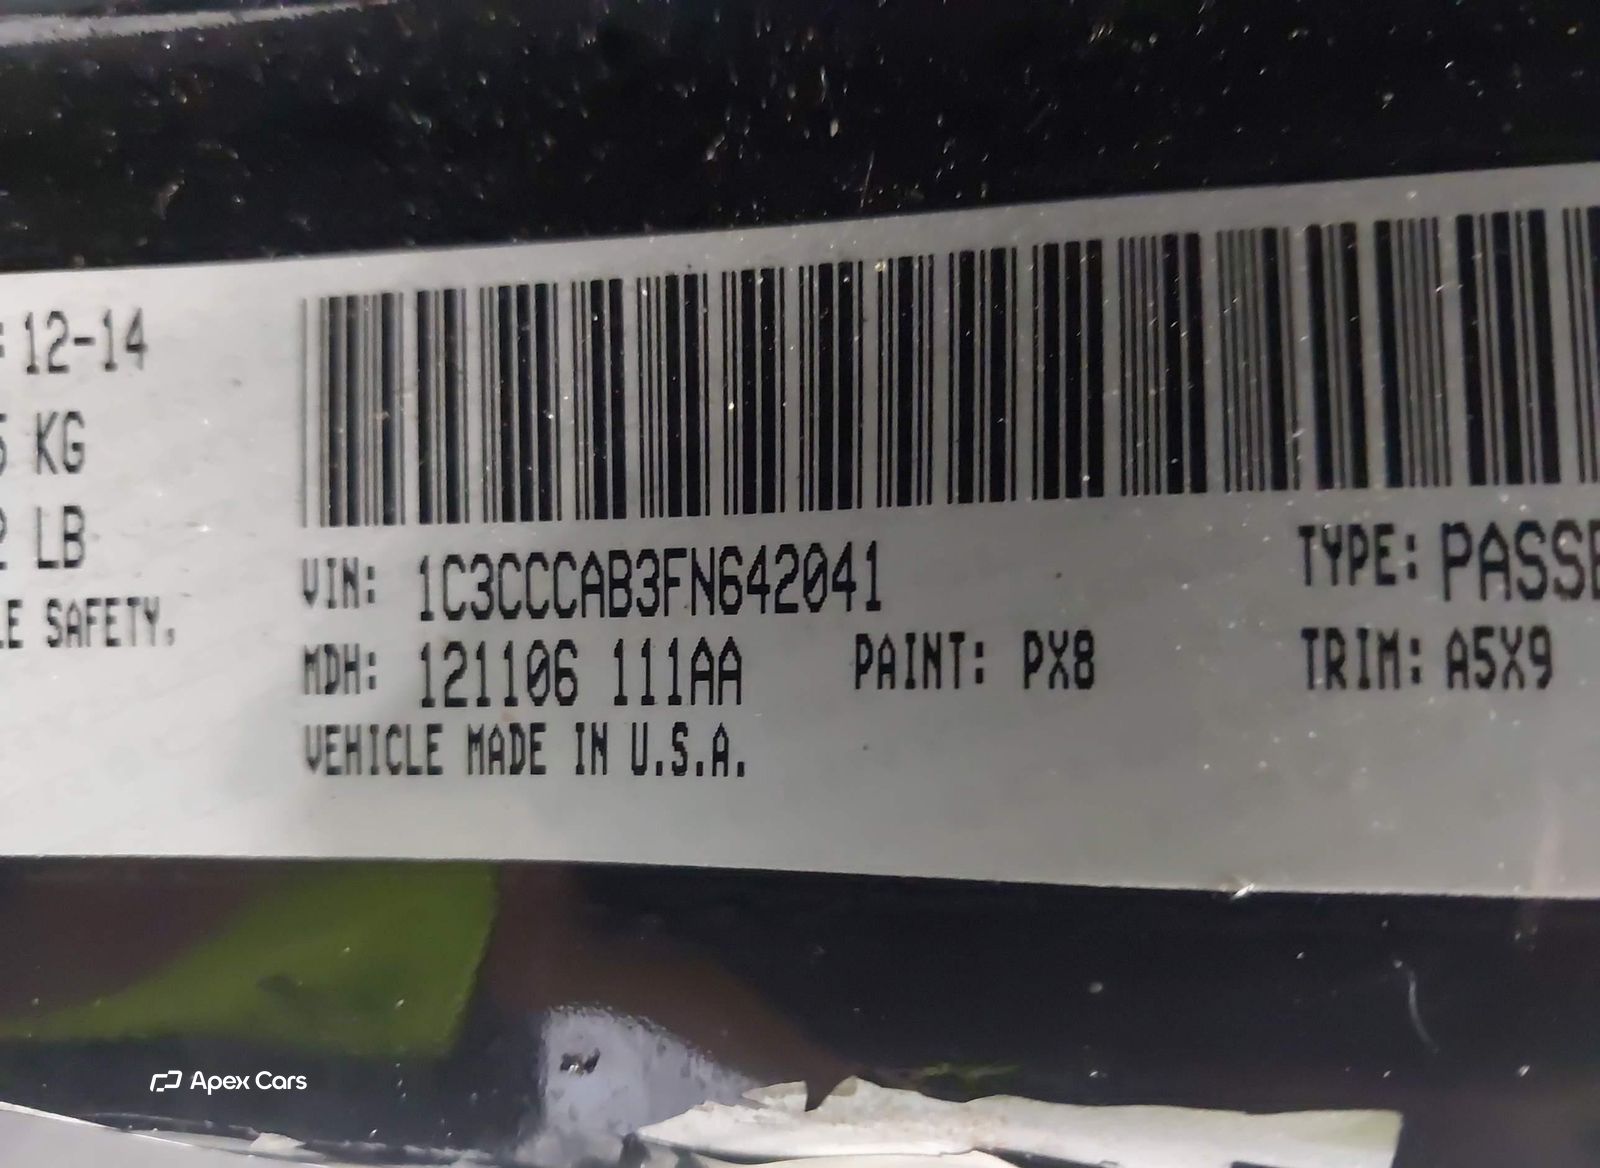 : 12-14
5 KG
2 LB
LE SAFETY.
VIN: 1C3CCCAB3FN642041
TYPE: PASSE
MDH: 121106 111AA PAINT: PX8 TRIM: A5X9
VEHICLE MADE IN U.S.A.
Apex Cars